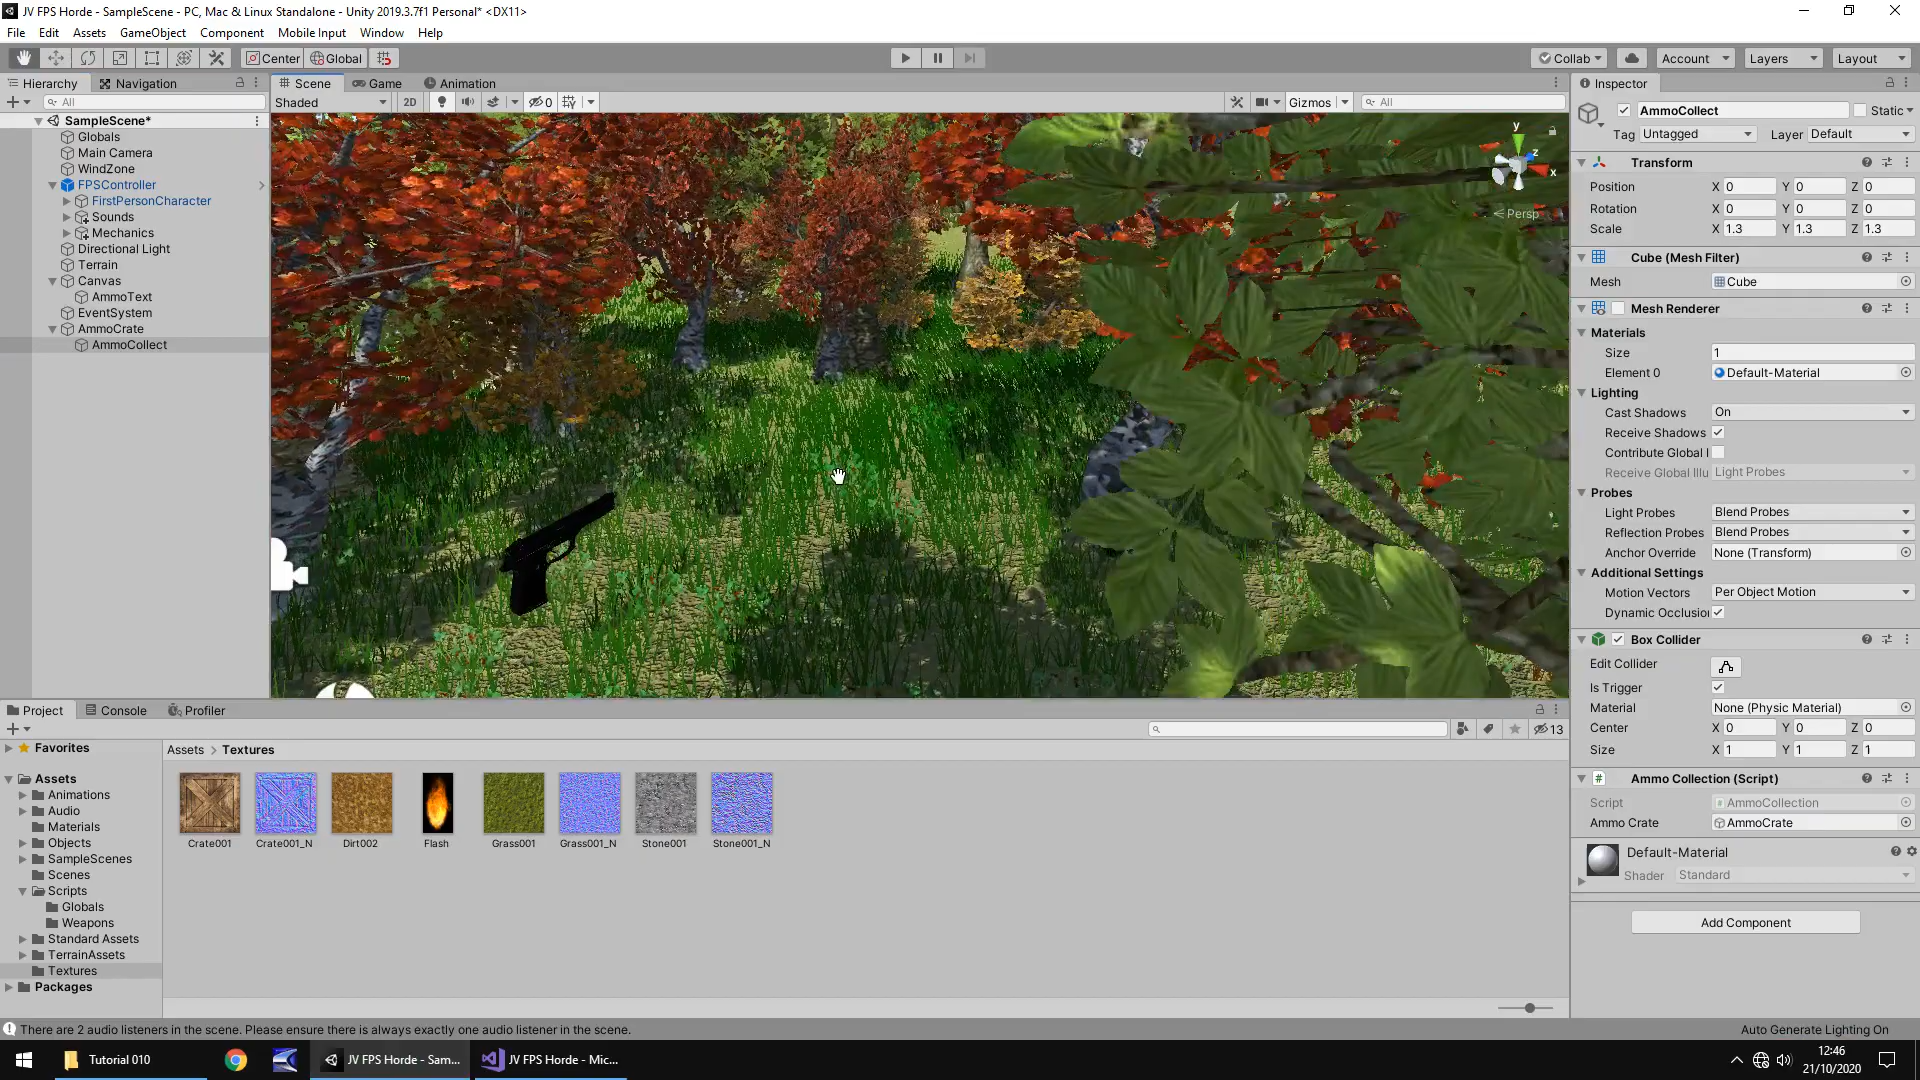 JV FPS Horde - SampleScene - PC, Mac & Linux Standalone - Unity 2019.3.7f1 Personal* <DX11>
File Edit Assets GameObject Component Mobile Input Window Help
Center Global Collab Account Layers Layout
Hierarchy Navigation Scene Game Animation Inspector
All Shaded 2D 0 Gizmos All
SampleScene*
Globals
Main Camera
WindZone
FPSController
FirstPersonCharacter
Sounds
Mechanics
Directional Light
Terrain
Canvas
AmmoText
EventSystem
AmmoCrate
AmmoCollect
y
z
x
Persp
AmmoCollect Static
Tag Untagged Layer Default
Transform
Position X 0 Y 0 Z 0
Rotation X 0 Y 0 Z 0
Scale X 1.3 Y 1.3 Z 1.3
Cube (Mesh Filter)
Mesh Cube
Mesh Renderer
Materials
Size 1
Element 0 Default-Material
Lighting
Cast Shadows On
Receive Shadows
Contribute Global I
Receive Global Illu Light Probes
Probes
Light Probes Blend Probes
Reflection Probes Blend Probes
Anchor Override None (Transform)
Additional Settings
Motion Vectors Per Object Motion
Dynamic Occlusion
Box Collider
Edit Collider
Is Trigger
Material None (Physic Material)
Center X 0 Y 0 Z 0
Size X 1 Y 1 Z 1
# Ammo Collection (Script)
Script AmmoCollection
Ammo Crate AmmoCrate
Default-Material
Shader Standard
Add Component
Project Console Profiler
13
Favorites
Assets
Animations
Audio
Materials
Objects
SampleScenes
Scenes
Scripts
Globals
Weapons
Standard Assets
TerrainAssets
Textures
Packages
Assets > Textures
Crate001 Crate001_N Dirt002 Flash Grass001 Grass001_N Stone001 Stone001_N
There are 2 audio listeners in the scene. Please ensure there is always exactly one audio listener in the scene.
Auto Generate Lighting On
Tutorial 010 JV FPS Horde - Sam... JV FPS Horde - Mic...
12:46
21/10/2020